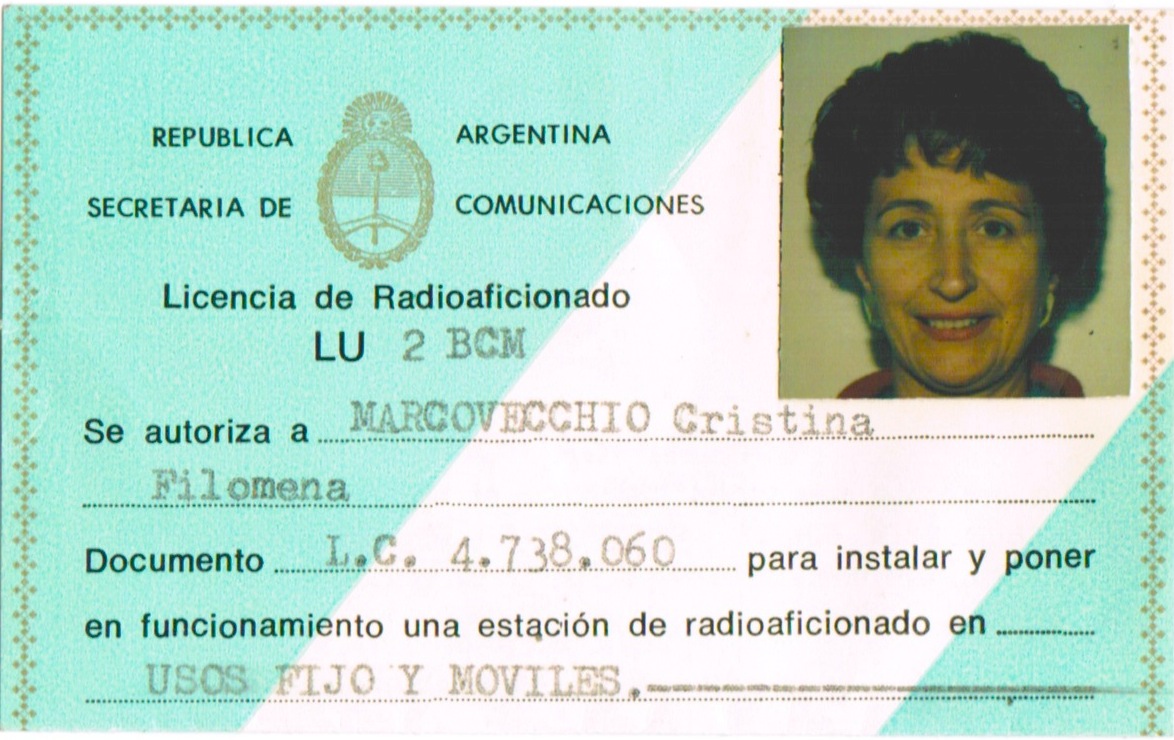 REPUBLICA ARGENTINA
SECRETARIA DE COMUNICACIONES
Licencia de Radioaficionado
LU 2 BCM
Se autoriza a MARCOVECCHIO Cristina
Filomena
Documento L.C. 4.738.060 para instalar y poner
en funcionamiento una estación de radioaficionado en
USOS FIJO Y MOVILES.